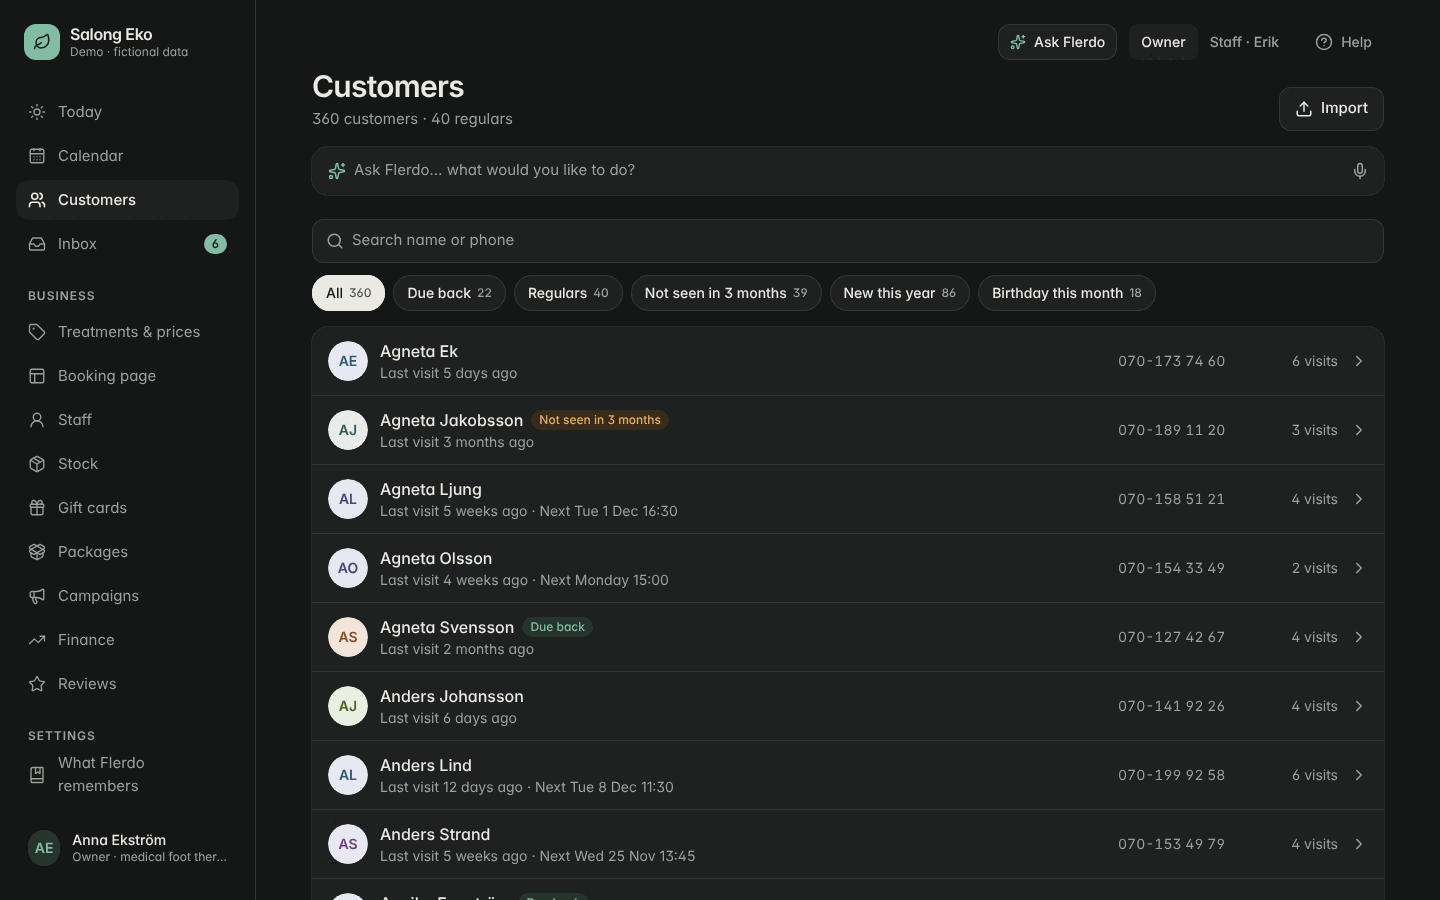 Salong Eko
Demo · fictional data
Today
Calendar
Customers
Inbox 6
BUSINESS
Treatments & prices
Booking page
Staff
Stock
Gift cards
Packages
Campaigns
Finance
Reviews
SETTINGS
What Flerdo
remembers
AE
Anna Ekström
Owner · medical foot ther...
Ask Flerdo Owner Staff · Erik Help
Customers
360 customers · 40 regulars
Import
Ask Flerdo... what would you like to do?
Search name or phone
All 360 Due back 22 Regulars 40 Not seen in 3 months 39 New this year 86 Birthday this month 18
AE Agneta Ek 070-173 74 60 6 visits
Last visit 5 days ago
AJ Agneta Jakobsson Not seen in 3 months 070-189 11 20 3 visits
Last visit 3 months ago
AL Agneta Ljung 070-158 51 21 4 visits
Last visit 5 weeks ago · Next Tue 1 Dec 16:30
AO Agneta Olsson 070-154 33 49 2 visits
Last visit 4 weeks ago · Next Monday 15:00
AS Agneta Svensson Due back 070-127 42 67 4 visits
Last visit 2 months ago
AJ Anders Johansson 070-141 92 26 4 visits
Last visit 6 days ago
AL Anders Lind 070-199 92 58 6 visits
Last visit 12 days ago · Next Tue 8 Dec 11:30
AS Anders Strand 070-153 49 79 4 visits
Last visit 5 weeks ago · Next Wed 25 Nov 13:45